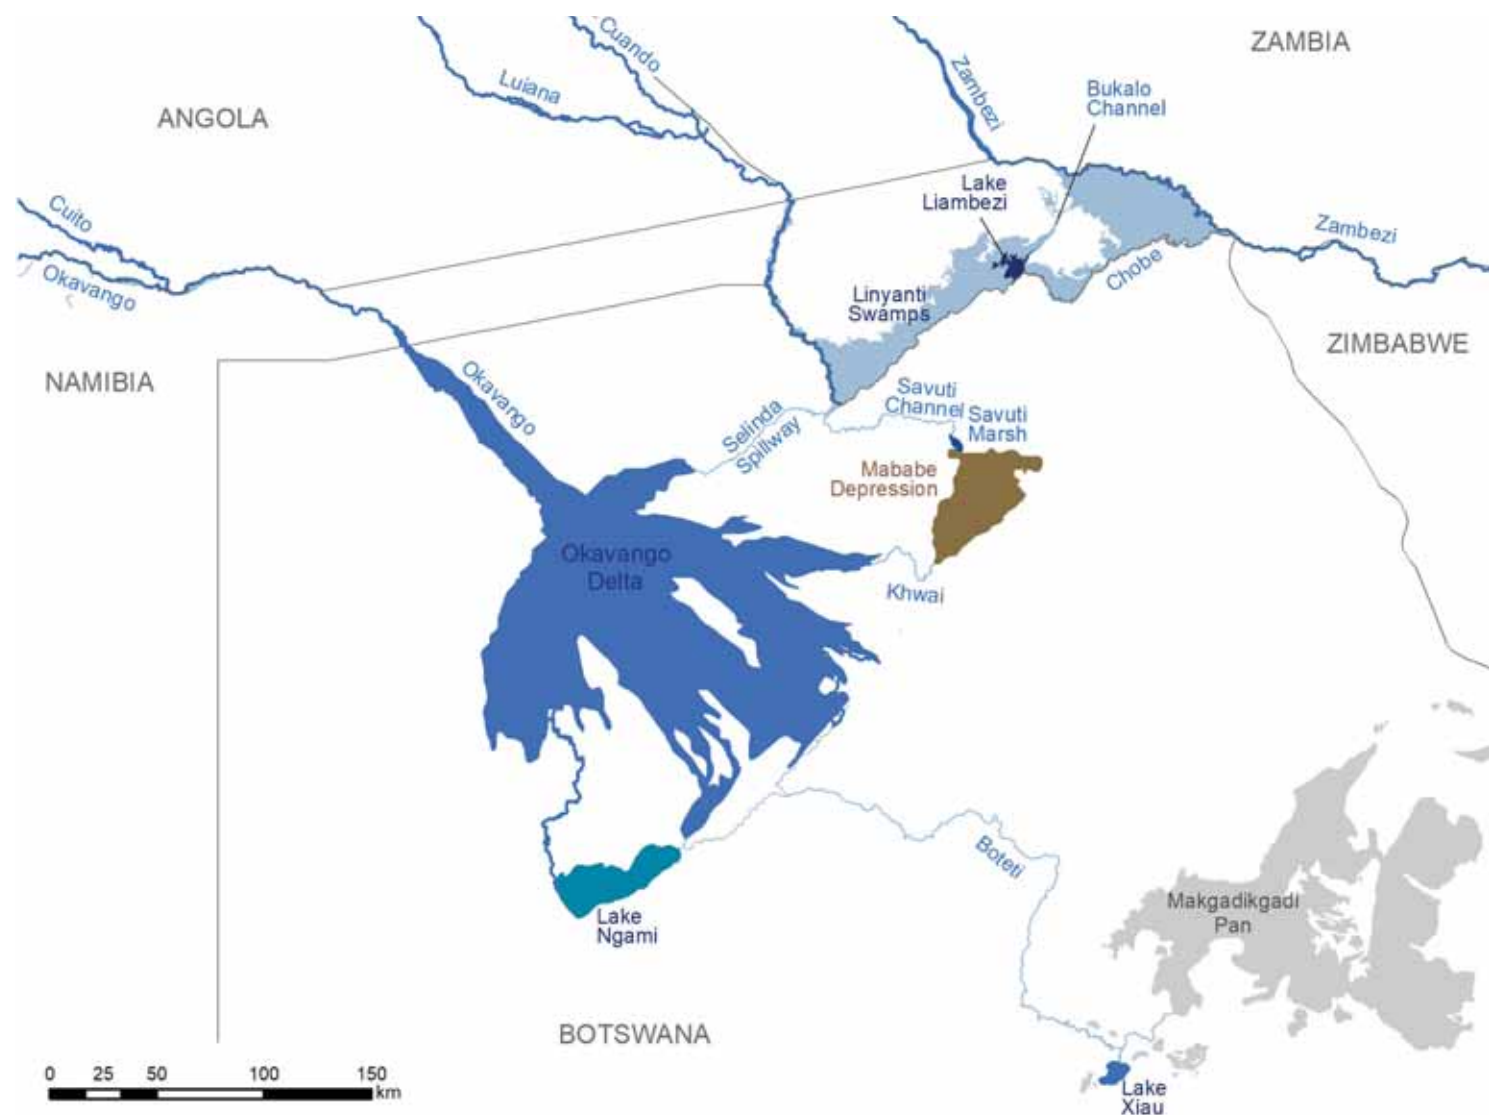 ZAMBIA
Cuando
Zambezi
Luiana
Bukalo
Channel
ANGOLA
Lake
Liambezi
Cuito
Okavango
Zambezi
Chobe
Linyanti
Swamps
ZIMBABWE
NAMIBIA
Okavango
Selinda
Spillway
Savuti
Channel
Savuti
Marsh
Mababe
Depression
Okavango
Delta
Khwai
Boteti
Makgadikgadi
Pan
Lake
Ngami
BOTSWANA
0 25 50 100 150
km
Lake
Xiau